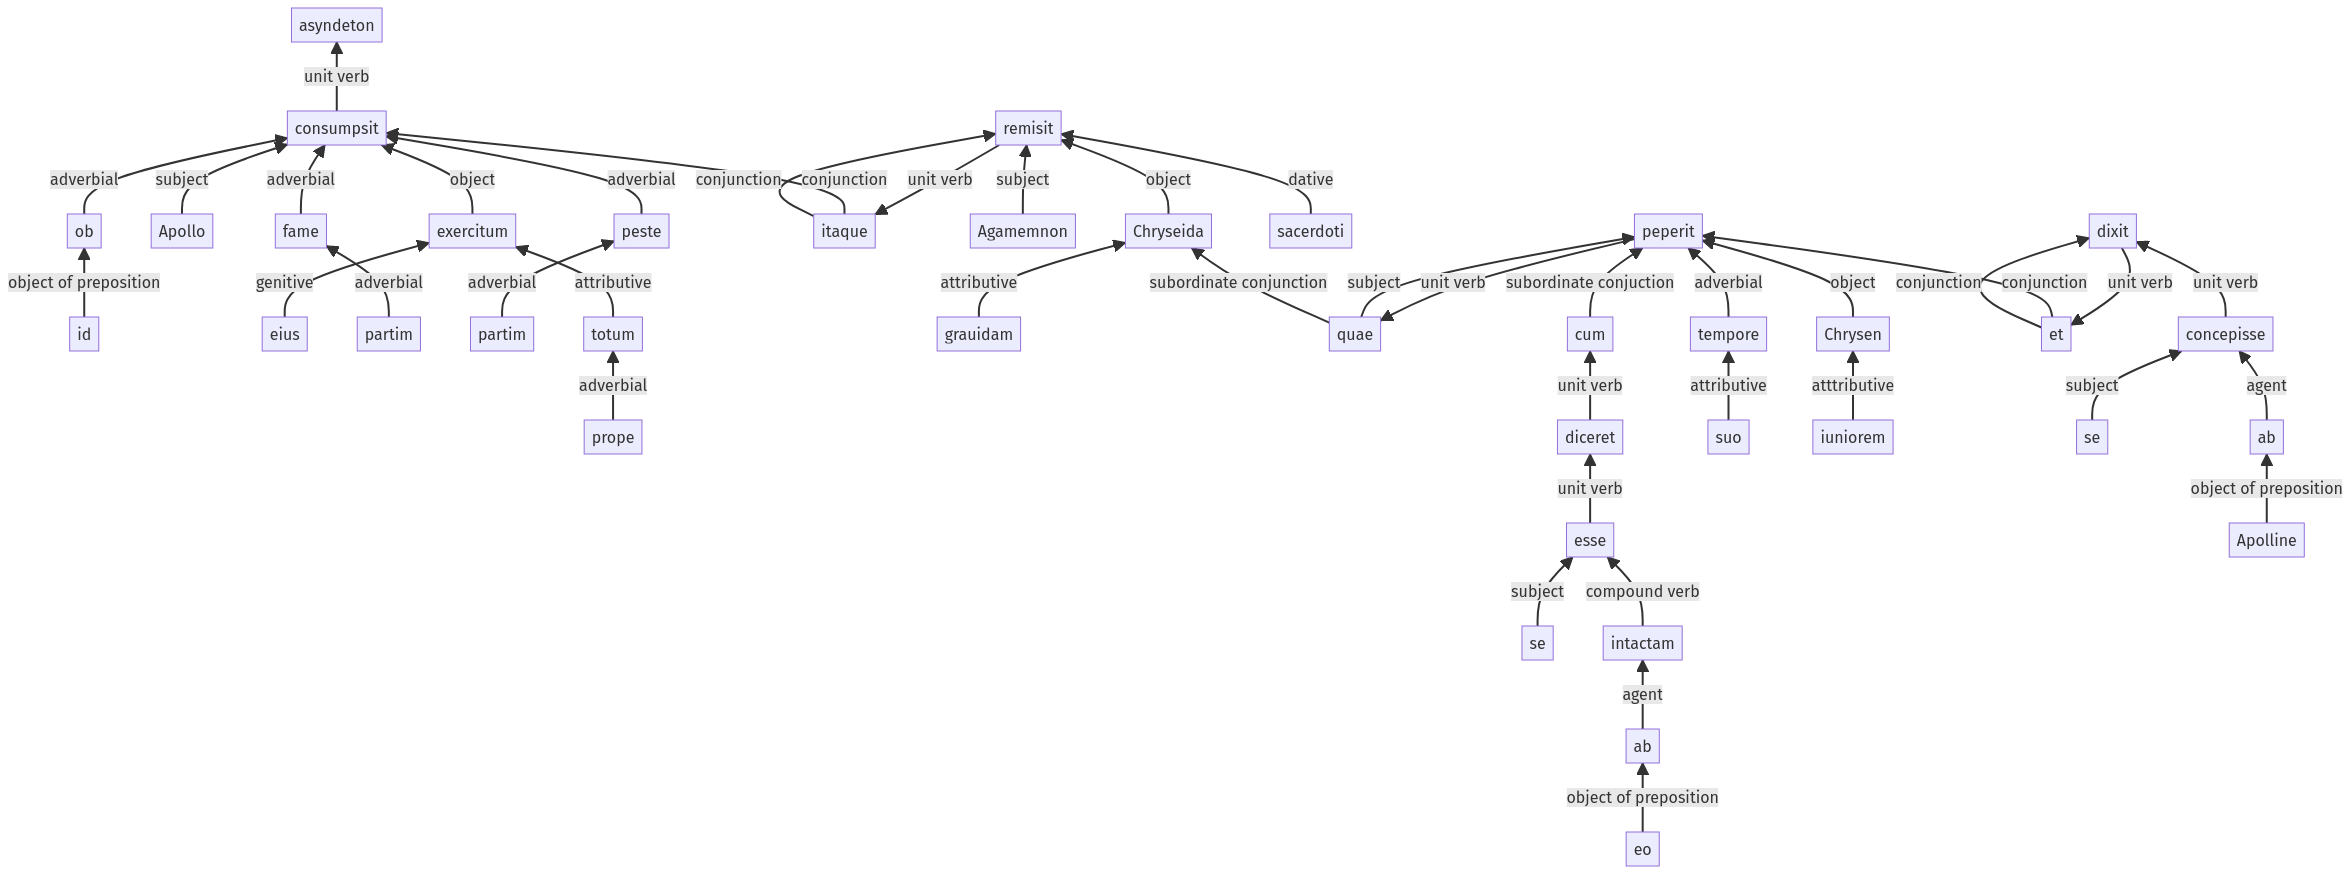 asyndeton
unit verb
consumpsit remisit
adverbial subject adverbial object adverbial conjunction conjunction unit verb subject object dative
ob Apollo fame exercitum peste itaque Agamemnon Chryseida sacerdoti peperit dixit
object of preposition genitive adverbial adverbial attributive attributive subordinate conjunction subject unit verb subordinate conjuction adverbial object conjunction conjunction unit verb unit verb
id eius partim partim totum grauidam quae cum tempore Chrysen et concepisse
adverbial unit verb attributive atttributive subject agent
prope diceret suo iuniorem se ab
unit verb object of preposition
esse Apolline
subject compound verb
se intactam
agent
ab
object of preposition
eo